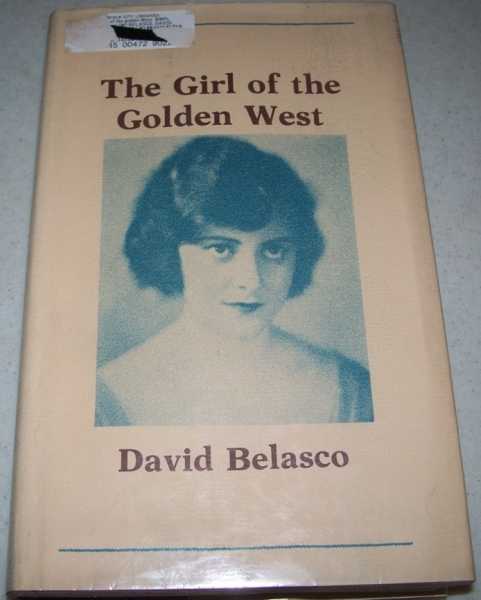 The Girl of the
Golden West
David Belasco